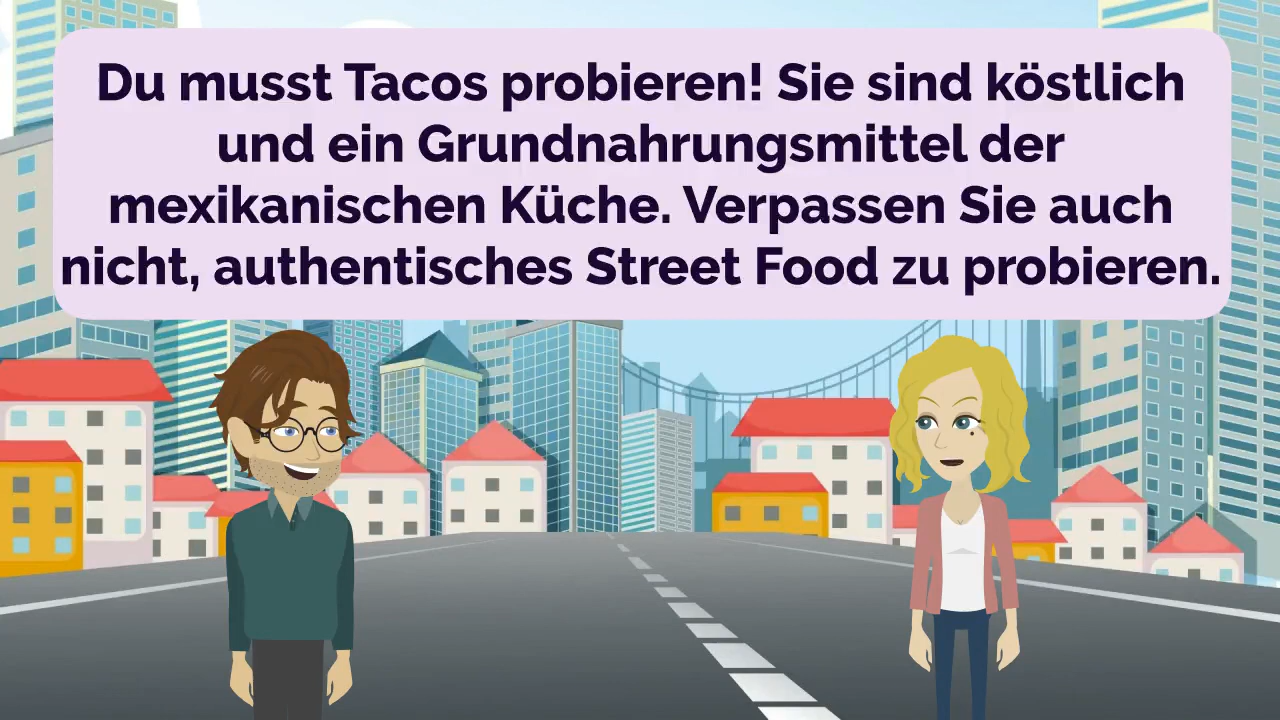 Du musst Tacos probieren! Sie sind köstlich
und ein Grundnahrungsmittel der
mexikanischen Küche. Verpassen Sie auch
nicht, authentisches Street Food zu probieren.